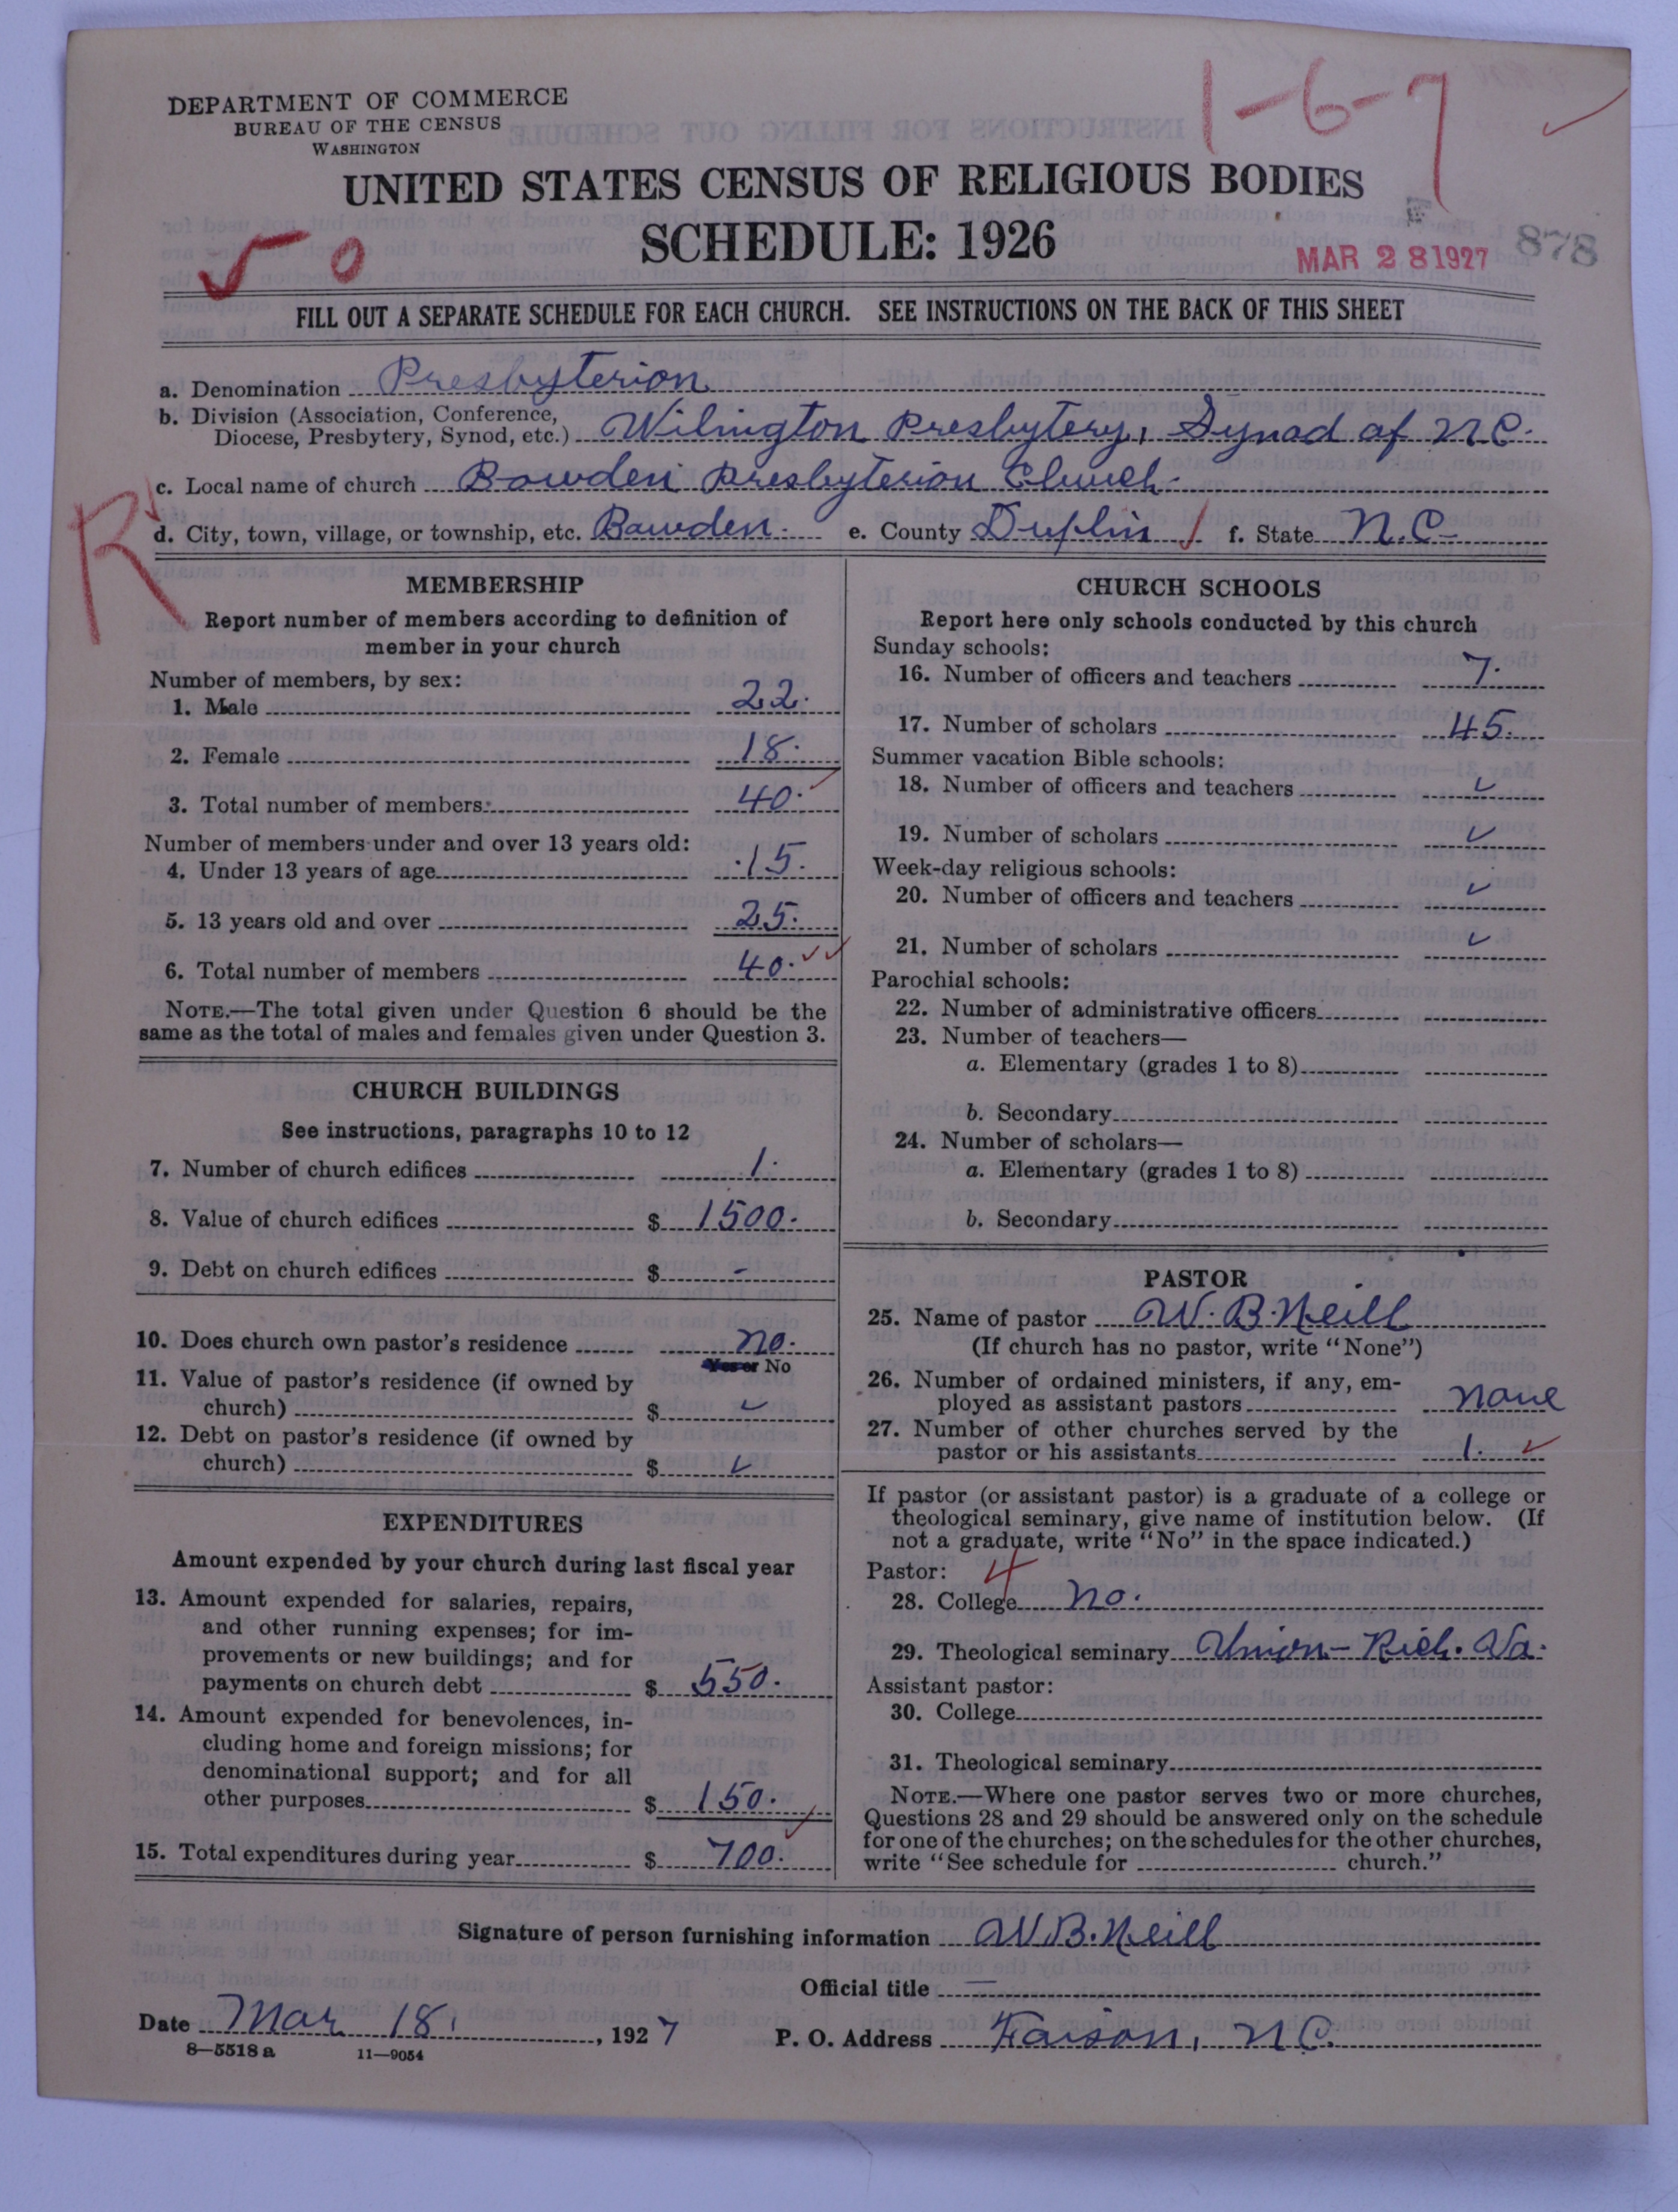 DEPARTMENT OF COMMERCE
BUREAU OF THE CENSUS
WASHINGTON
1-6-7
UNITED STATES CENSUS OF RELIGIOUS BODIES
SCHEDULE: 1926
0
MAR 28 1927
878
FILL OUT A SEPARATE SCHEDULE FOR EACH CHURCH. SEE INSTRUCTIONS ON THE BACK OF THIS SHEET
a. Denomination Presbyterion
b. Division (Association, Conference,
Diocese, Presbytery, Synod, etc.) Wilington Presbytery, Synod of N.C.
c. Local name of church Bowden Presbyterion Church
R
d. City, town, village, or township, etc. Bowden. e. County Duplin f. State N.C.
MEMBERSHIP
Report number of members according to definition of
member in your church
Number of members, by sex:
1. Male 22.
2. Female 18.
3. Total number of members 40.
Number of members under and over 13 years old:
4. Under 13 years of age 15.
5. 13 years old and over 25.
6. Total number of members 40.
NOTE.—The total given under Question 6 should be the
same as the total of males and females given under Question 3.
CHURCH BUILDINGS
See instructions, paragraphs 10 to 12
7. Number of church edifices 1.
8. Value of church edifices $ 1500.
9. Debt on church edifices $ -
10. Does church own pastor's residence no.
Yes or No
11. Value of pastor's residence (if owned by
church) $ ✓
12. Debt on pastor's residence (if owned by
church) $ ✓
EXPENDITURES
Amount expended by your church during last fiscal year
13. Amount expended for salaries, repairs,
and other running expenses; for im-
provements or new buildings; and for
payments on church debt $ 550.
14. Amount expended for benevolences, in-
cluding home and foreign missions; for
denominational support; and for all
other purposes $ 150.
15. Total expenditures during year $ 700.
CHURCH SCHOOLS
Report here only schools conducted by this church
Sunday schools:
16. Number of officers and teachers 7.
17. Number of scholars 45.
Summer vacation Bible schools:
18. Number of officers and teachers ✓
19. Number of scholars ✓
Week-day religious schools:
20. Number of officers and teachers ✓
21. Number of scholars ✓
Parochial schools:
22. Number of administrative officers
23. Number of teachers—
a. Elementary (grades 1 to 8)
b. Secondary
24. Number of scholars—
a. Elementary (grades 1 to 8)
b. Secondary
PASTOR
25. Name of pastor W. B. Neill
(If church has no pastor, write "None")
26. Number of ordained ministers, if any, em-
ployed as assistant pastors none
27. Number of other churches served by the
pastor or his assistants 1.
If pastor (or assistant pastor) is a graduate of a college or
theological seminary, give name of institution below. (If
not a graduate, write "No" in the space indicated.)
Pastor: 4
28. College no.
29. Theological seminary Union - Rich. Va.
Assistant pastor:
30. College
31. Theological seminary
NOTE.—Where one pastor serves two or more churches,
Questions 28 and 29 should be answered only on the schedule
for one of the churches; on the schedules for the other churches,
write "See schedule for church."
Signature of person furnishing information W B. Neill
Official title —
Date Mar 18, 1927 P. O. Address Faison, N.C.
8—5518 a 11—9054